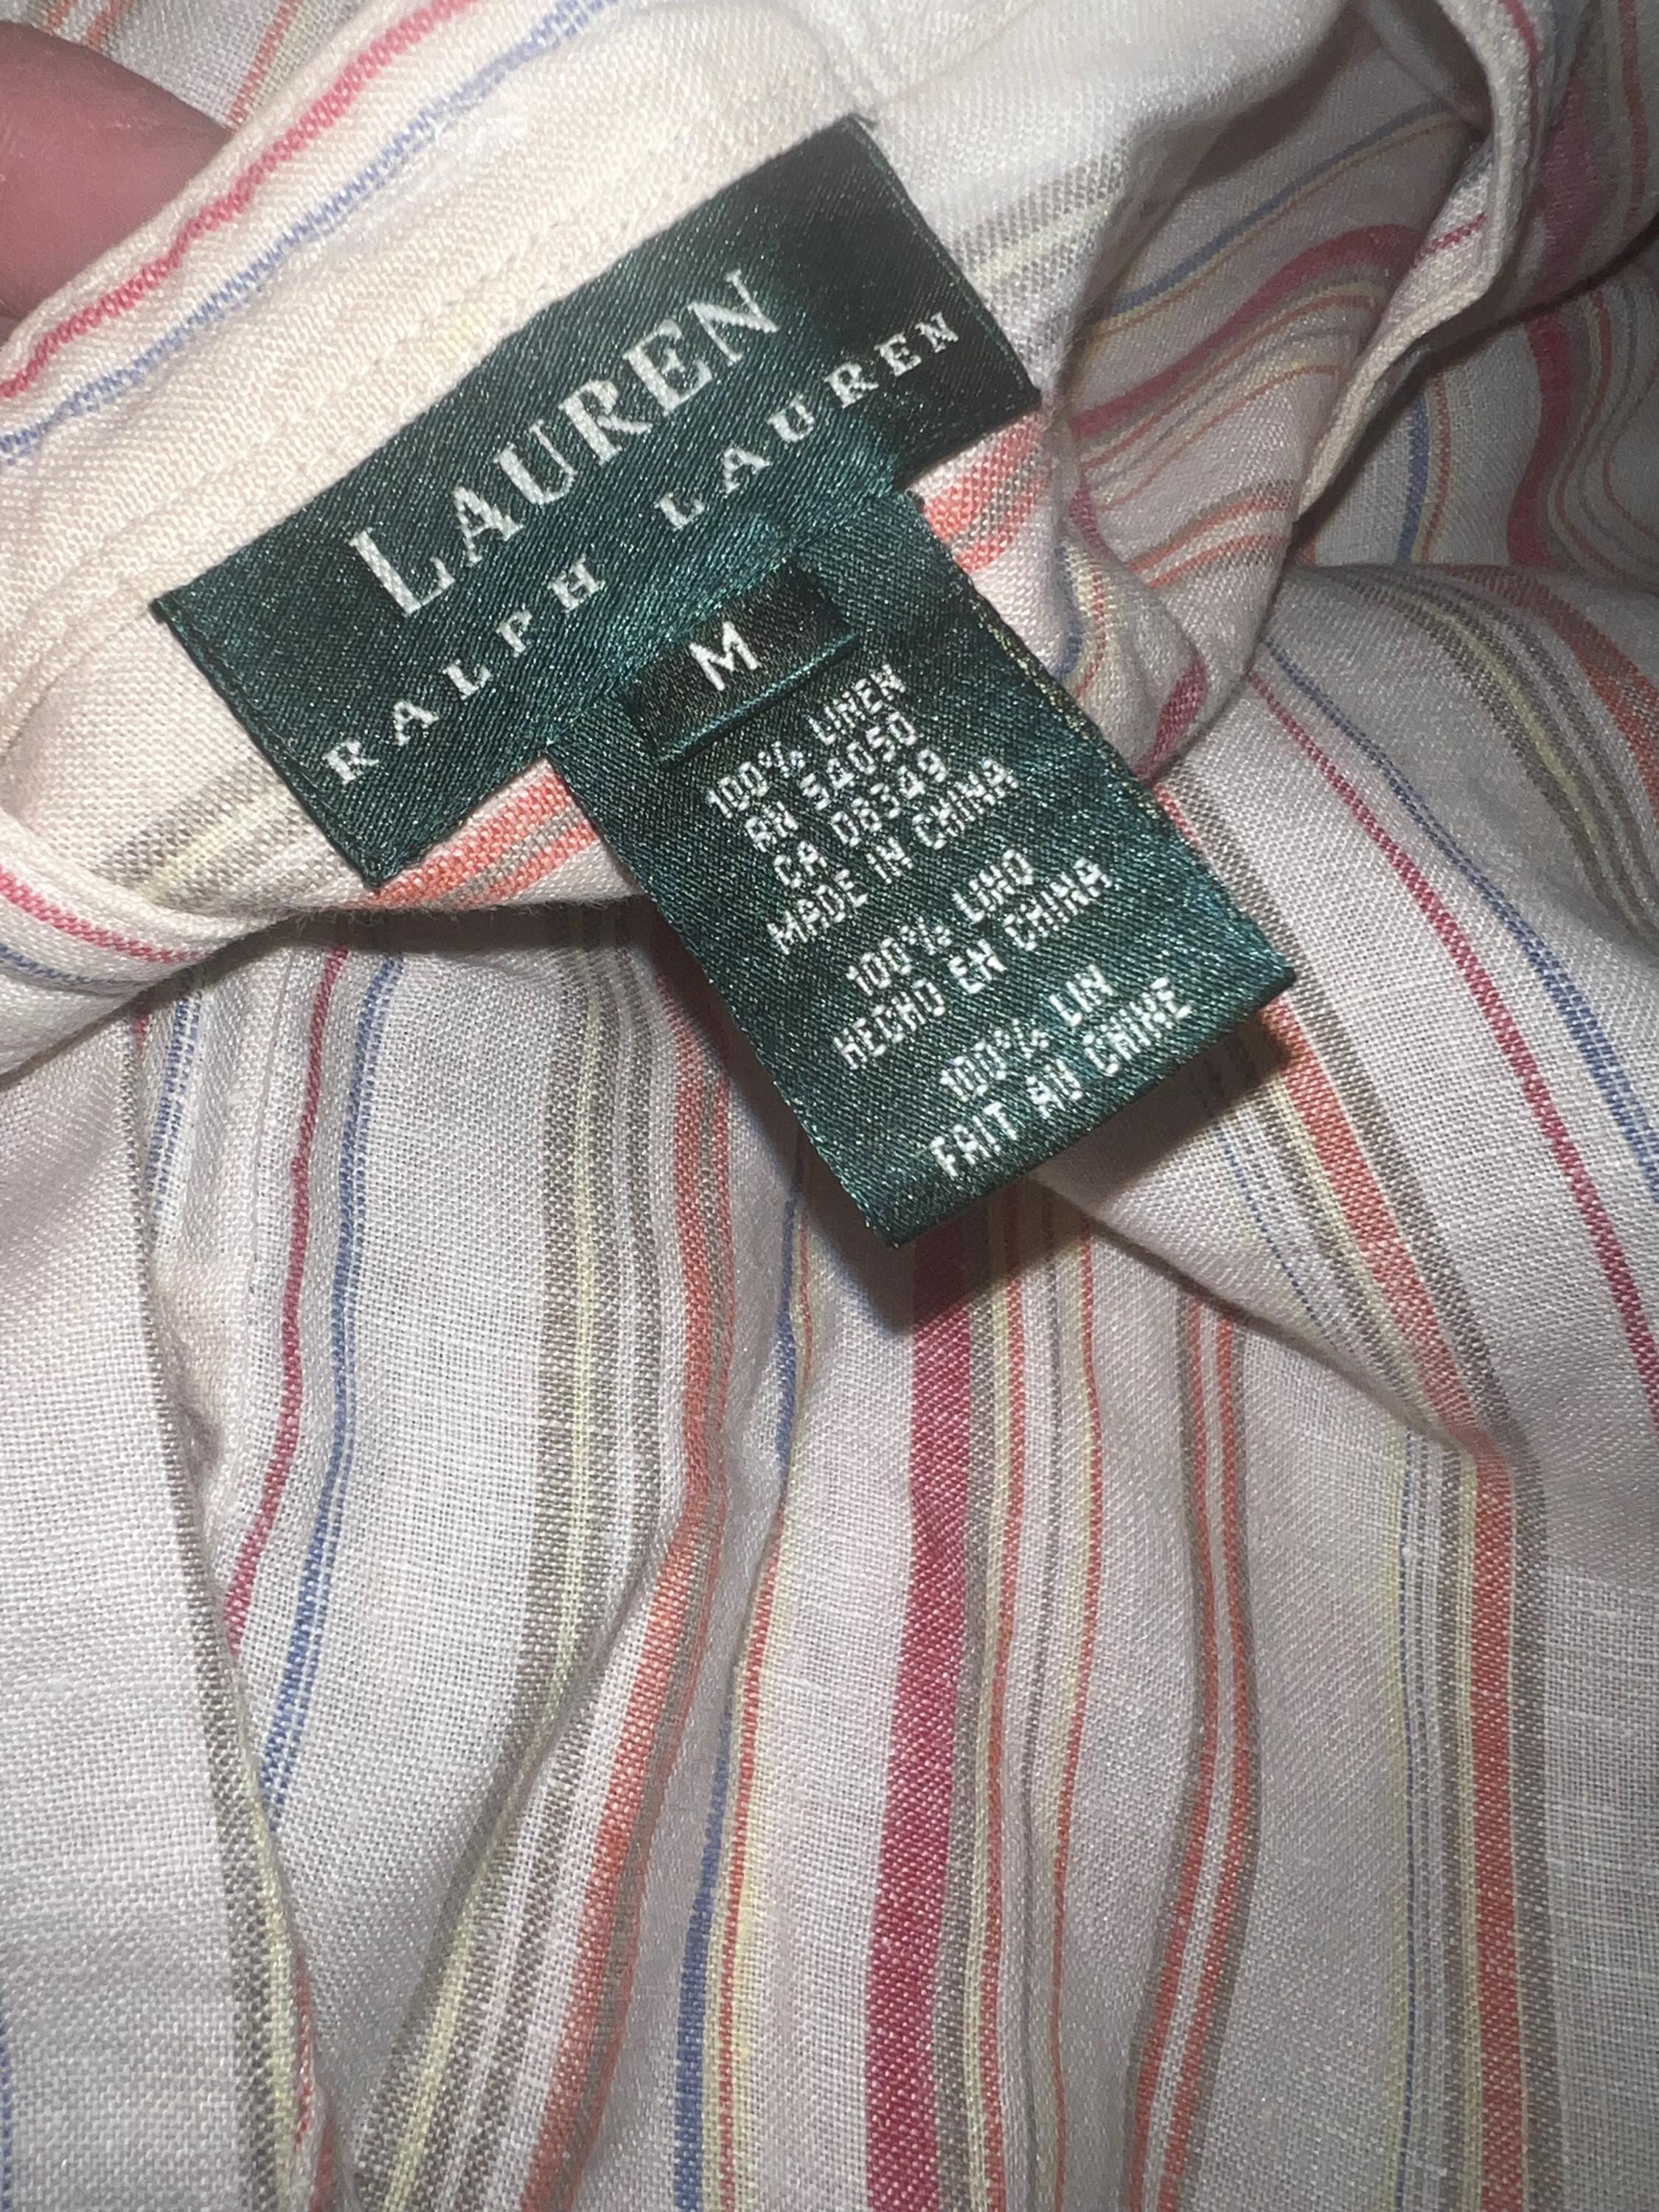 LAUREN
RALPH LAUREN
M
100% LINEN
RN 54050
CA 08349
MADE IN CHINA
100% LINO
HECHO EN CHINA
100% LIN
FAIT AU CHINE